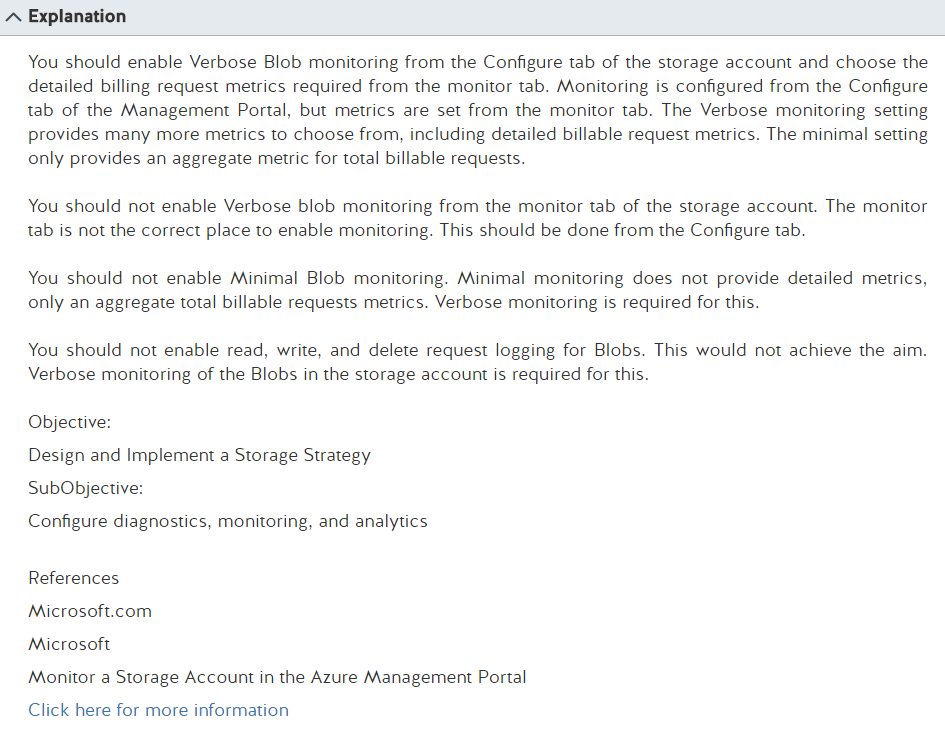 Explanation
You should enable Verbose Blob monitoring from the Configure tab of the storage account and choose the
detailed billing request metrics required from the monitor tab. Monitoring is configured from the Configure
tab of the Management Portal, but metrics are set from the monitor tab. The Verbose monitoring setting
provides many more metrics to choose from, including detailed billable request metrics. The minimal setting
only provides an aggregate metric for total billable requests.
You should not enable Verbose blob monitoring from the monitor tab of the storage account. The monitor
tab is not the correct place to enable monitoring. This should be done from the Configure tab.
You should not enable Minimal Blob monitoring. Minimal monitoring does not provide detailed metrics,
only an aggregate total billable requests metrics. Verbose monitoring is required for this.
You should not enable read, write, and delete request logging for Blobs. This would not achieve the aim.
Verbose monitoring of the Blobs in the storage account is required for this.
Objective:
Design and Implement a Storage Strategy
SubObjective:
Configure diagnostics, monitoring, and analytics
References
Microsoft.com
Microsoft
Monitor a Storage Account in the Azure Management Portal
Click here for more information